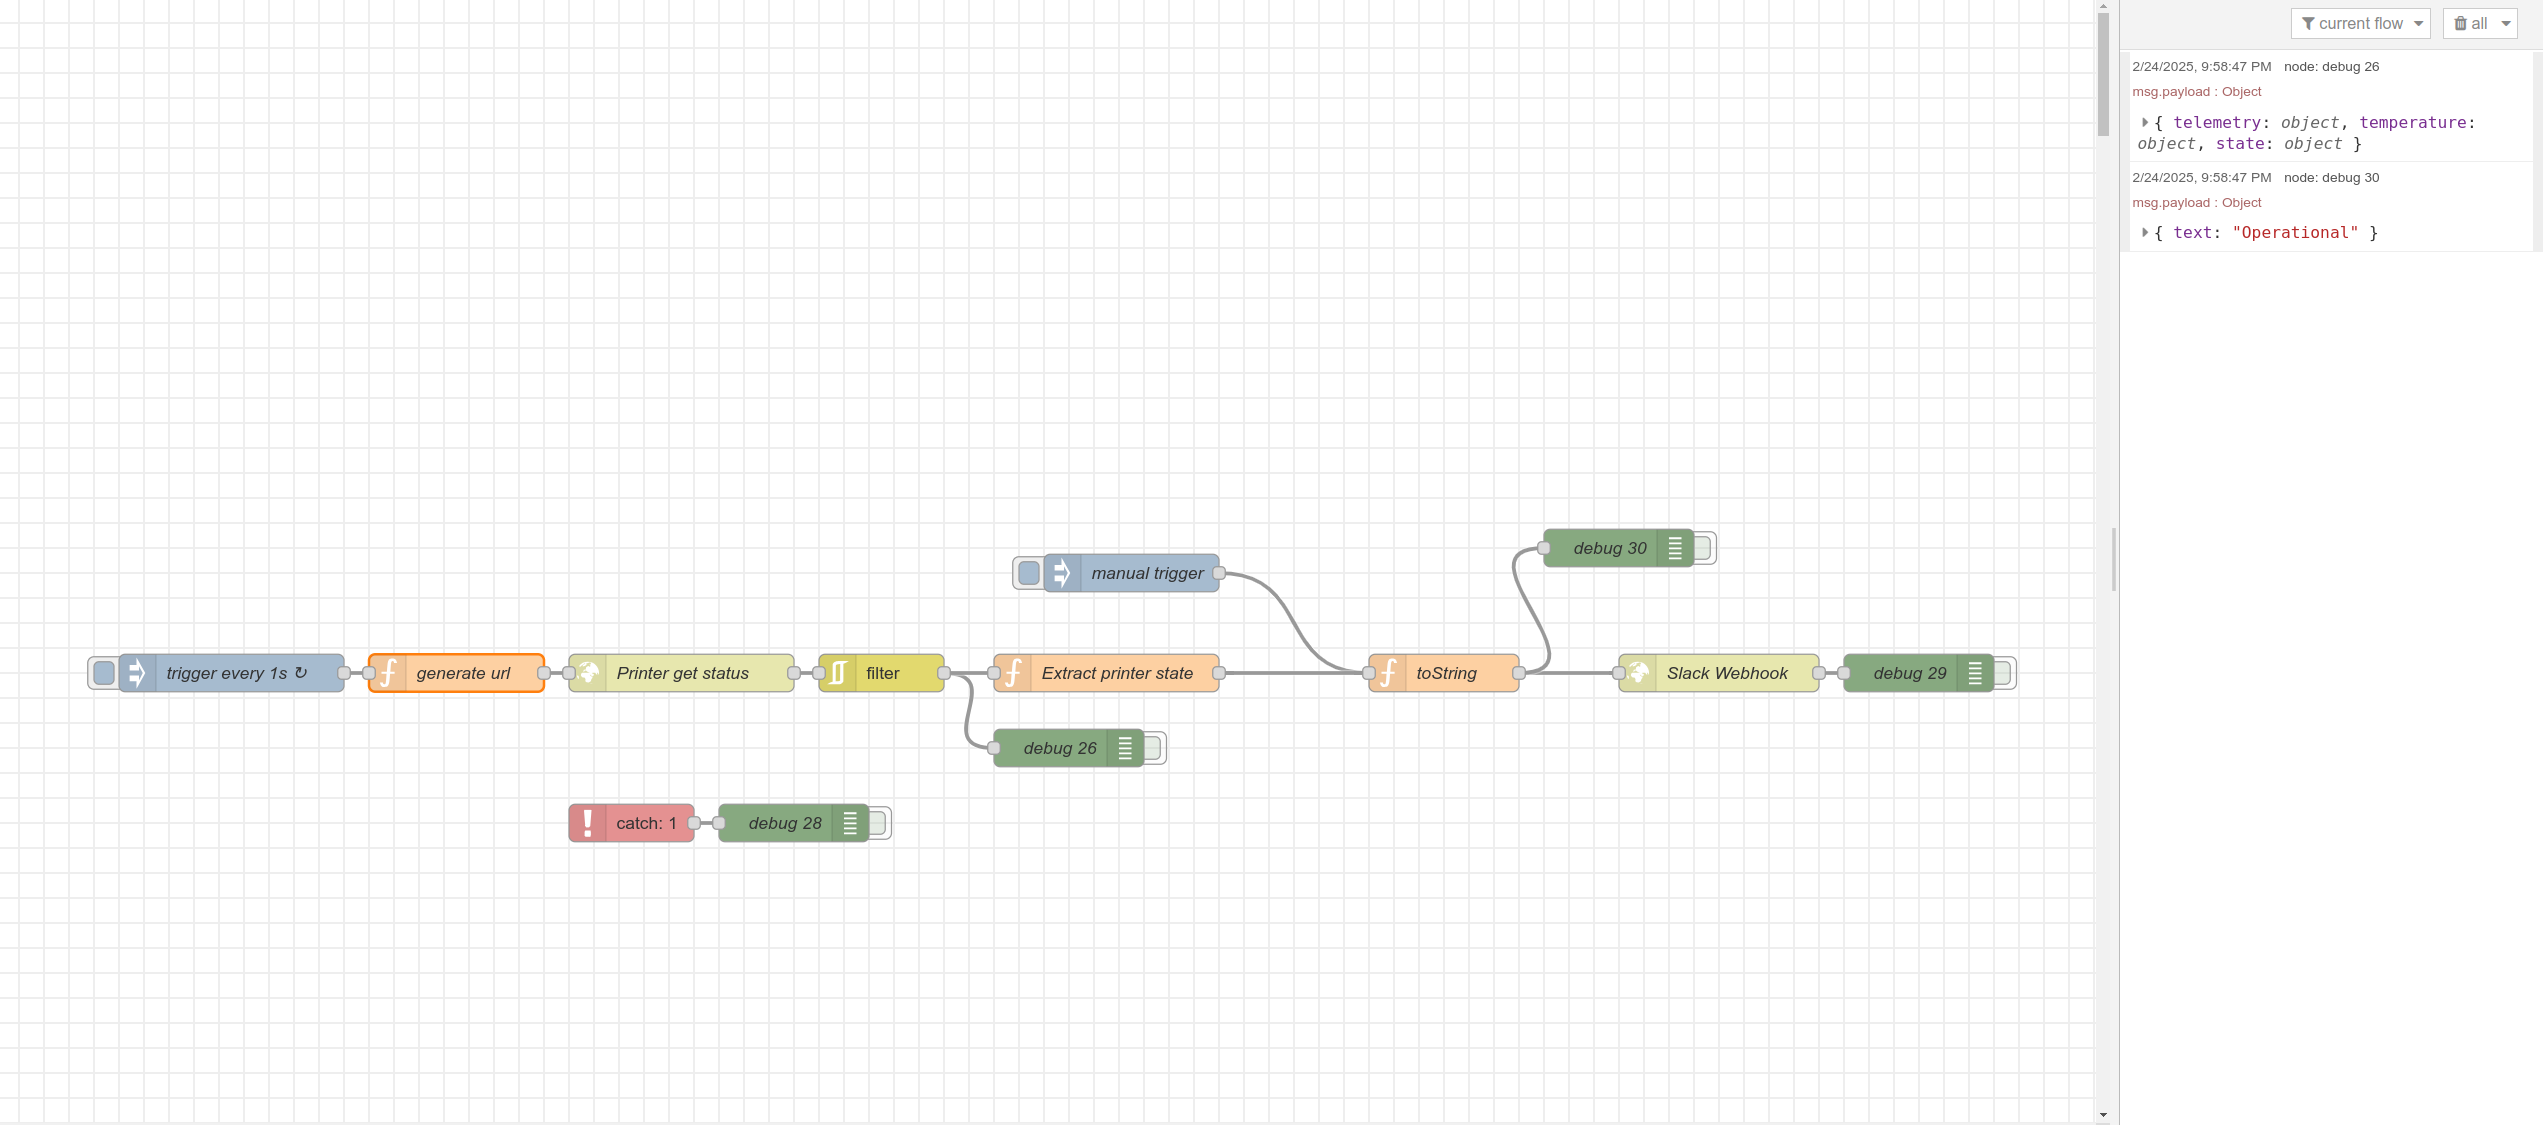 current flow
all
2/24/2025, 9:58:47 PM node: debug 26
msg.payload : Object
{ telemetry: object, temperature:
object, state: object }
2/24/2025, 9:58:47 PM node: debug 30
msg.payload : Object
{ text: "Operational" }
debug 30
manual trigger
trigger every 1s ↻
generate url
Printer get status
filter
Extract printer state
toString
Slack Webhook
debug 29
debug 26
catch: 1
debug 28